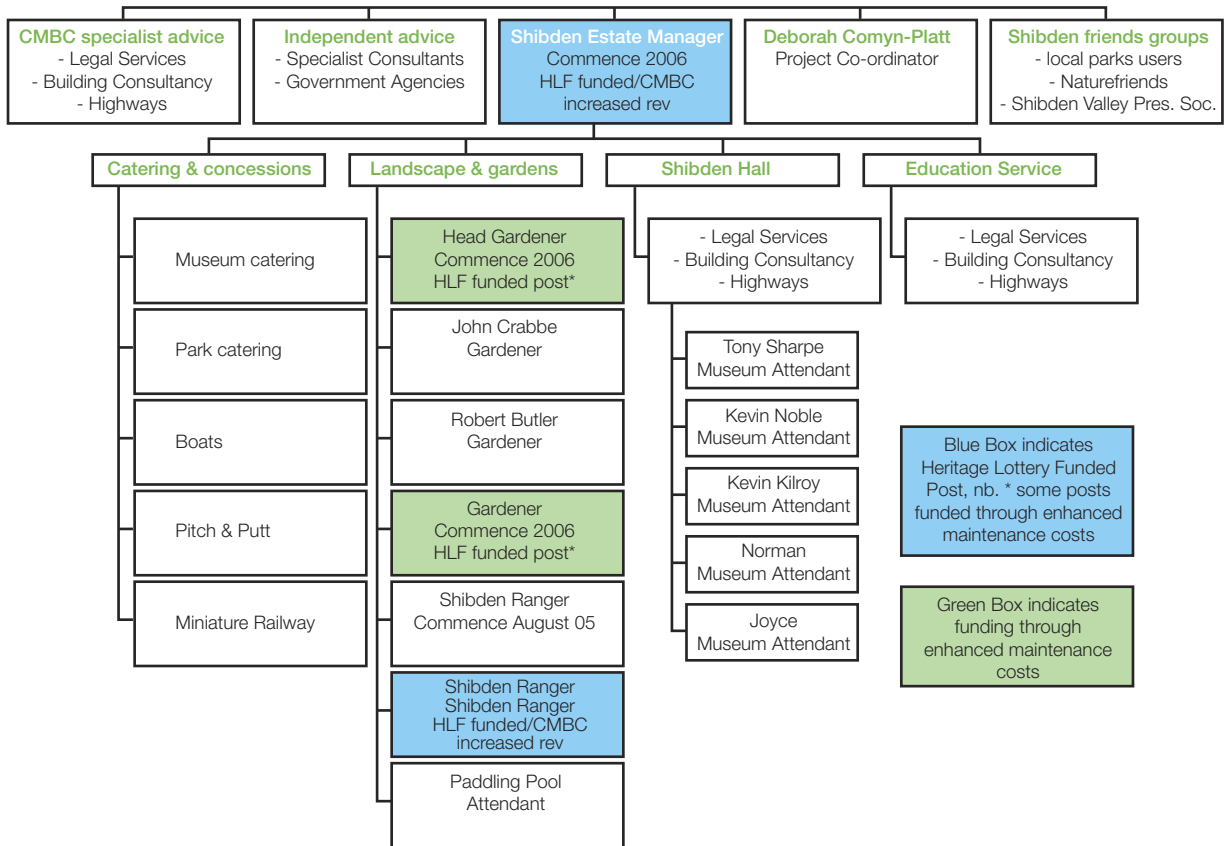 CMBC specialist advice
- Legal Services
- Building Consultancy
- Highways
Independent advice
- Specialist Consultants
- Government Agencies
Shibden Estate Manager
Commence 2006
HLF funded/CMBC
increased rev
Deborah Comyn-Platt
Project Co-ordinator
Shibden friends groups
- local parks users
- Naturefriends
- Shibden Valley Pres. Soc.
Catering & concessions
Museum catering
Park catering
Boats
Pitch & Putt
Miniature Railway
Landscape & gardens
Head Gardener
Commence 2006
HLF funded post*
John Crabbe
Gardener
Robert Butler
Gardener
Gardener
Commence 2006
HLF funded post*
Shibden Ranger
Commence August 05
Shibden Ranger
Shibden Ranger
HLF funded/CMBC
increased rev
Paddling Pool
Attendant
Shibden Hall
- Legal Services
- Building Consultancy
- Highways
Tony Sharpe
Museum Attendant
Kevin Noble
Museum Attendant
Kevin Kilroy
Museum Attendant
Norman
Museum Attendant
Joyce
Museum Attendant
Education Service
- Legal Services
- Building Consultancy
- Highways
Blue Box indicates
Heritage Lottery Funded
Post, nb. * some posts
funded through enhanced
maintenance costs
Green Box indicates
funding through
enhanced maintenance
costs